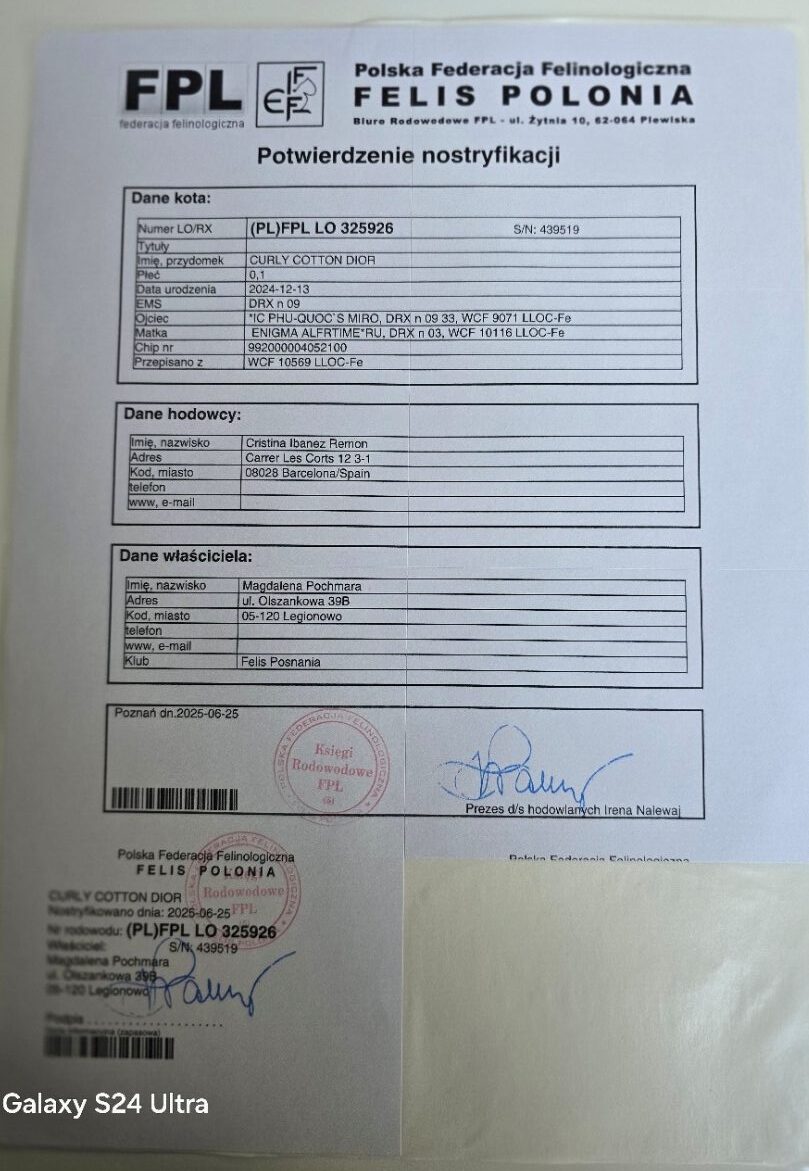 FPL
federacja felinologiczna
FIFe
Polska Federacja Felinologiczna
FELIS POLONIA
Biuro Rodowodowe FPL - ul. Żytnia 10, 62-064 Plewiska
Potwierdzenie nostryfikacji
Dane kota:
Numer LO/RX (PL)FPL LO 325926 S/N: 439519
Tytuły
Imię, przydomek CURLY COTTON DIOR
Płeć 0,1
Data urodzenia 2024-12-13
EMS DRX n 09
Ojciec *IC PHU-QUOC`S MIRO, DRX n 09 33, WCF 9071 LLOC-Fe
Matka ENIGMA ALFRTIME*RU, DRX n 03, WCF 10116 LLOC-Fe
Chip nr 992000004052100
Przepisano z WCF 10569 LLOC-Fe
Dane hodowcy:
Imię, nazwisko Cristina Ibanez Remon
Adres Carrer Les Corts 12 3-1
Kod, miasto 08028 Barcelona/Spain
telefon
www, e-mail
Dane właściciela:
Imię, nazwisko Magdalena Pochmara
Adres ul. Olszankowa 39B
Kod, miasto 05-120 Legionowo
telefon
www, e-mail
Klub Felis Posnania
Poznań dn.2025-06-25
POLSKA FEDERACJA FELINOLOGICZNA
Księgi
Rodowodowe
FPL
(5)
Prezes d/s hodowlanych Irena Nalewaj
Polska Federacja Felinologiczna
FELIS POLONIA
Polska Federacja Felinologiczna
CURLY COTTON DIOR
Rodowodowe
Nostryfikowano dnia: 2025-06-25
FPL
Nr rodowodu: (PL)FPL LO 325926
Właściciel: S/N: 439519
Magdalena Pochmara
ul. Olszankowa 39B
05-120 Legionowo
Podpis
Galaxy S24 Ultra